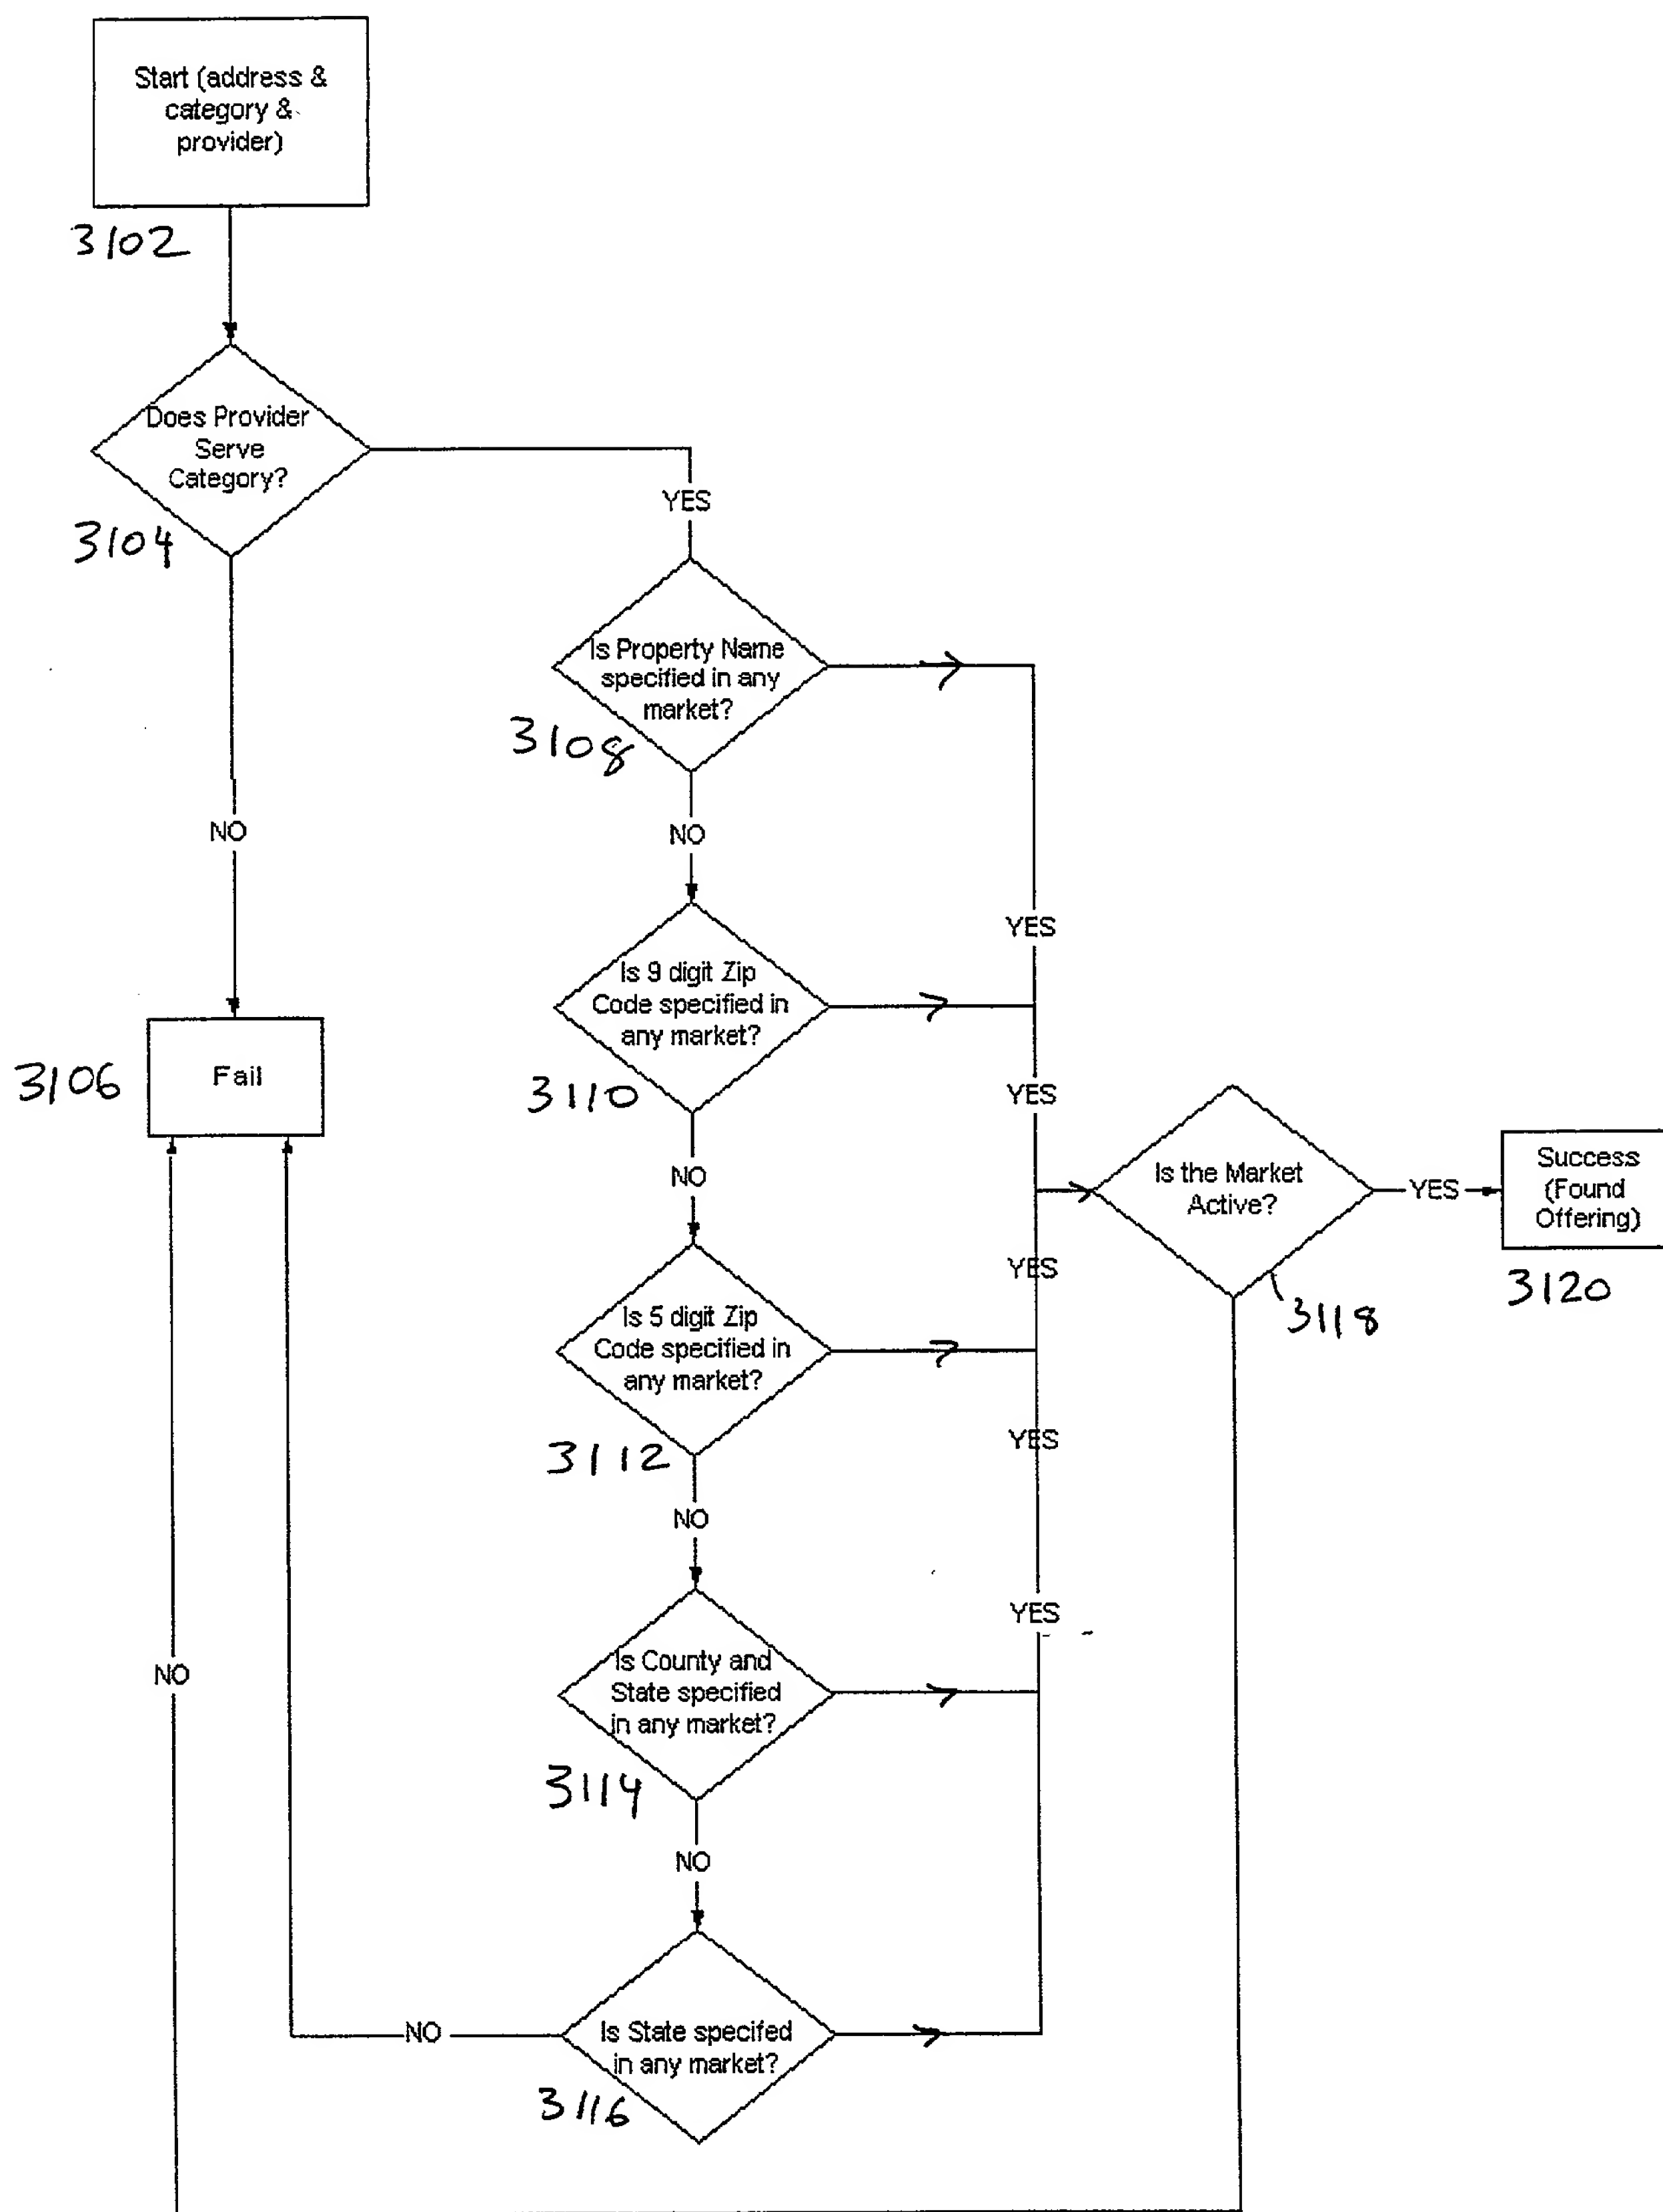 Start (address &
category &
provider)
3102
Does Provider
Serve
Category?
3104
YES
Is Property Name
specified in any
market?
3108
NO
NO
YES
Is 9 digit Zip
Code specified in
any market?
3110
3106
Fail
YES
NO
Is the Market
Active?
YES
Success
(Found
Offering)
3120
3118
YES
Is 5 digit Zip
Code specified in
any market?
3112
YES
NO
YES
Is County and
State specified
in any market?
NO
3114
NO
NO
Is State specifed
in any market?
3116